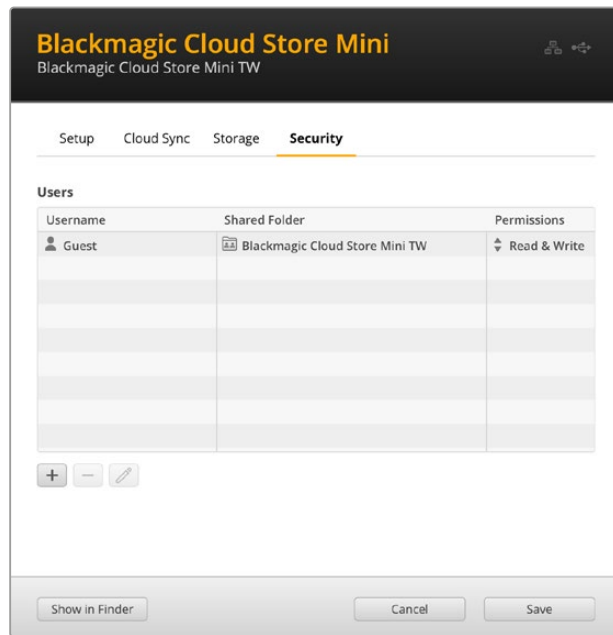 Blackmagic Cloud Store Mini
Blackmagic Cloud Store Mini TW
Setup Cloud Sync Storage Security
Users
Username Shared Folder Permissions
Guest Blackmagic Cloud Store Mini TW Read & Write
Show in Finder Cancel Save